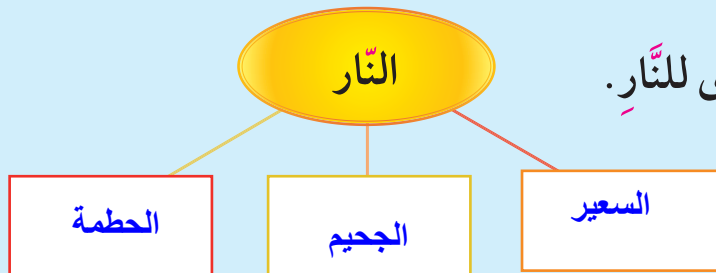 النّار
للنَّارِ.
السعير
الجحيم
الحطمة